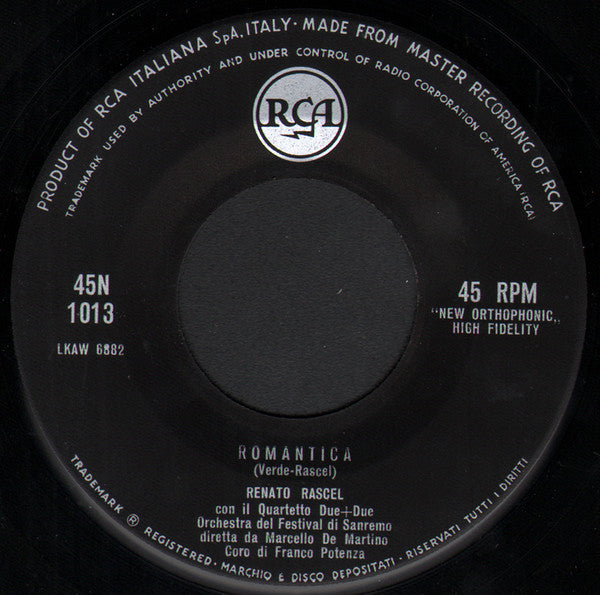 PRODUCT OF RCA ITALIANA SpA, ITALY · MADE FROM MASTER RECORDING OF RCA
TRADEMARK USED BY AUTHORITY AND UNDER CONTROL OF RADIO CORPORATION OF AMERICA (RCA)
RCA
45N
1013
LKAW 6882
45 RPM
"NEW ORTHOPHONIC„
HIGH FIDELITY
ROMANTICA
(Verde-Rascel)
RENATO RASCEL
con il Quartetto Due+Due
Orchestra del Festival di Sanremo
diretta da Marcello De Martino
Coro di Franco Potenza
TRADEMARK ® REGISTERED - MARCHIO E DISCO DEPOSITATI - RISERVATI TUTTI I DIRITTI